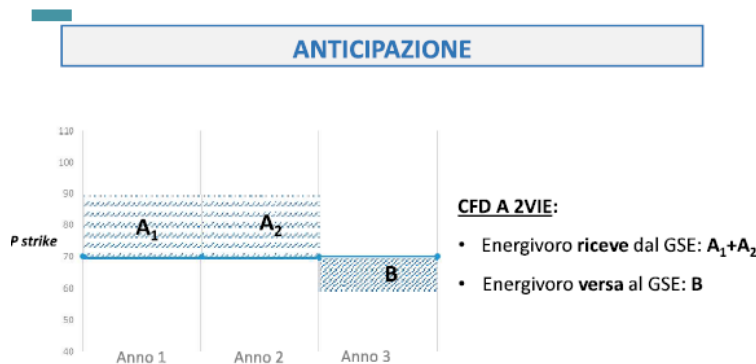 ANTICIPAZIONE
110
100
90
80
P strike
70
60
50
40
A1
A2
B
Anno 1
Anno 2
Anno 3
CFD A 2VIE:
• Energivoro riceve dal GSE: A1+A2
• Energivoro versa al GSE: B